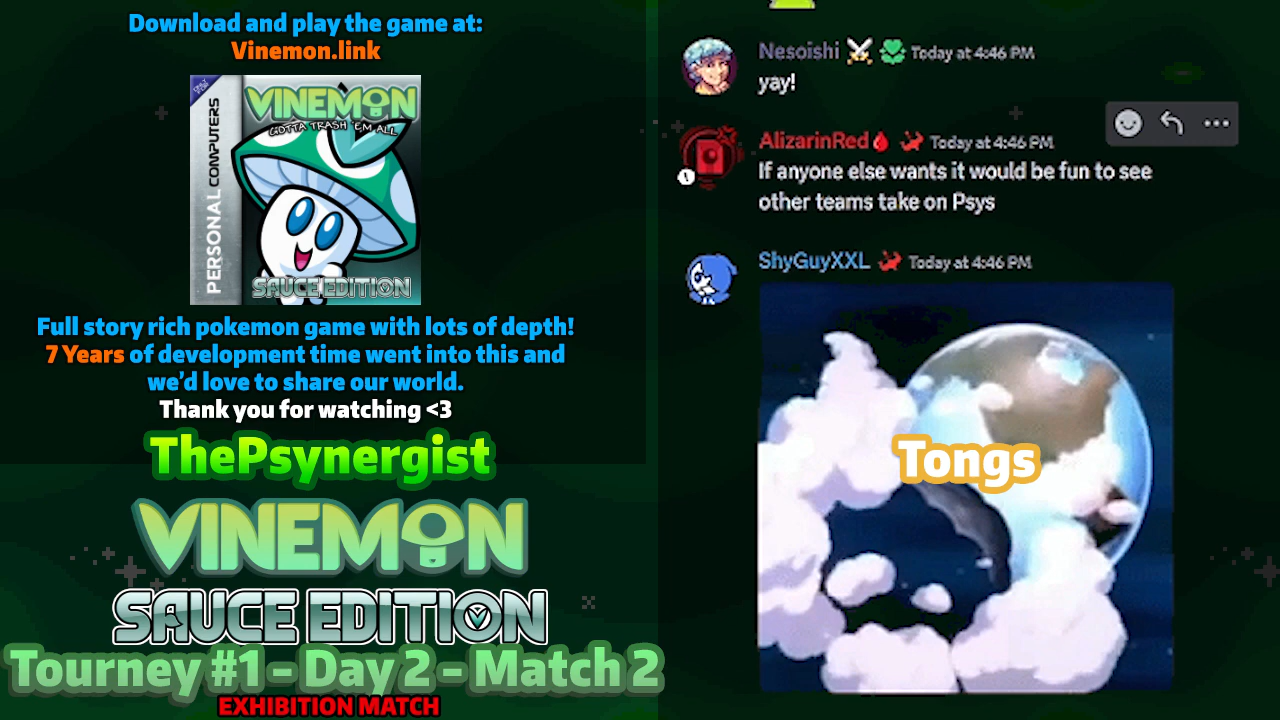 Download and play the game at:
Vinemon.link
PERSONAL COMPUTERS
VINEMON
GOTTA TRASH 'EM ALL
SAUCE EDITION
Full story rich pokemon game with lots of depth!
7 Years of development time went into this and
we'd love to share our world.
Thank you for watching <3
ThePsynergist
VINEMON
SAUCE EDITION
Tourney #1 - Day 2 - Match 2
EXHIBITION MATCH
Nesoishi Today at 4:46 PM
yay!
AlizarinRed Today at 4:46 PM
If anyone else wants it would be fun to see
other teams take on Psys
ShyGuyXXL Today at 4:46 PM
Tongs